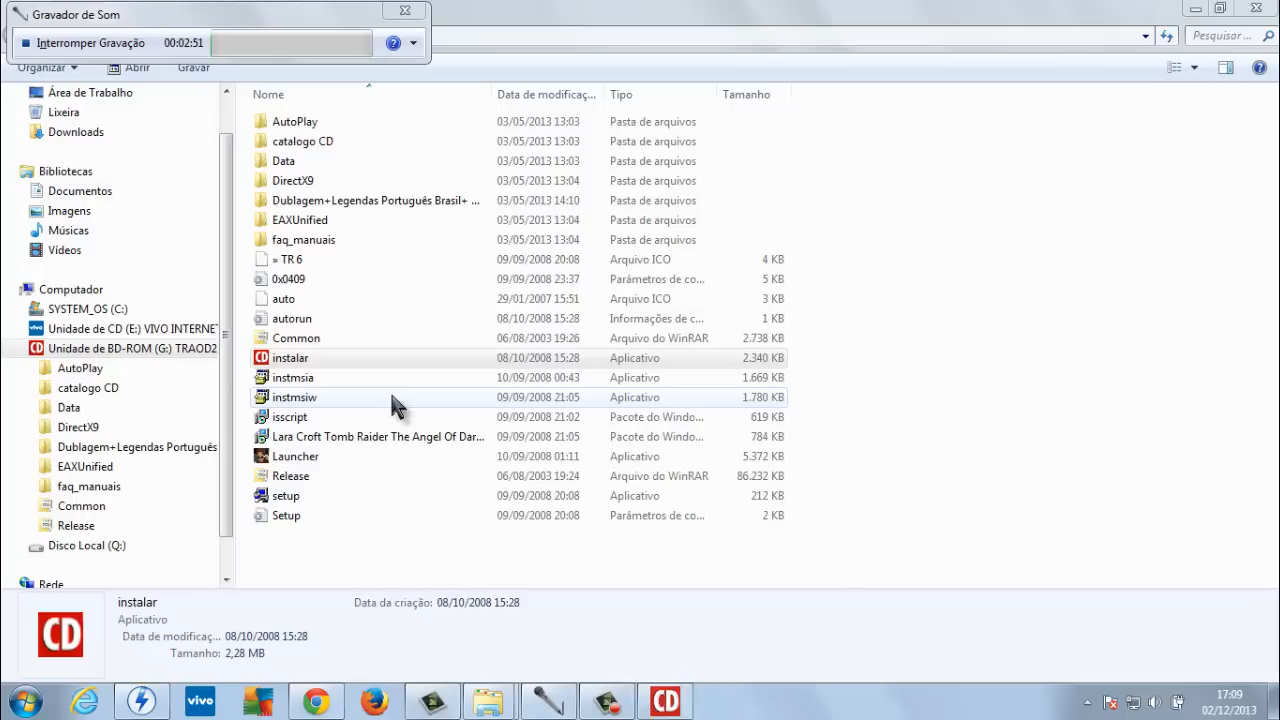 Gravador de Som
Interromper Gravação 00:02:51
Pesquisar ...
Organizar Abrir Gravar
Área de Trabalho
Lixeira
Downloads
Bibliotecas
Documentos
Imagens
Músicas
Vídeos
Computador
SYSTEM_OS (C:)
vivo Unidade de CD (E:) VIVO INTERNE
CD Unidade de BD-ROM (G:) TRAOD2
AutoPlay
catalogo CD
Data
DirectX9
Dublagem+Legendas Português
EAXUnified
faq_manuais
Common
Release
Disco Local (Q:)
Rede
Nome Data de modificaç... Tipo Tamanho
AutoPlay 03/05/2013 13:03 Pasta de arquivos
catalogo CD 03/05/2013 13:03 Pasta de arquivos
Data 03/05/2013 13:03 Pasta de arquivos
DirectX9 03/05/2013 13:04 Pasta de arquivos
Dublagem+Legendas Português Brasil+ ... 03/05/2013 14:10 Pasta de arquivos
EAXUnified 03/05/2013 13:04 Pasta de arquivos
faq_manuais 03/05/2013 13:04 Pasta de arquivos
» TR 6 09/09/2008 20:08 Arquivo ICO 4 KB
0x0409 09/09/2008 23:37 Parâmetros de co... 5 KB
auto 29/01/2007 15:51 Arquivo ICO 3 KB
autorun 08/10/2008 15:28 Informações de c... 1 KB
Common 06/08/2003 19:26 Arquivo do WinRAR 2.738 KB
CD instalar 08/10/2008 15:28 Aplicativo 2.340 KB
instmsia 10/09/2008 00:43 Aplicativo 1.669 KB
instmsiw 09/09/2008 21:05 Aplicativo 1.780 KB
isscript 09/09/2008 21:02 Pacote do Windo... 619 KB
Lara Croft Tomb Raider The Angel Of Dar... 09/09/2008 21:05 Pacote do Windo... 784 KB
Launcher 10/09/2008 01:11 Aplicativo 5.372 KB
Release 06/08/2003 19:24 Arquivo do WinRAR 86.232 KB
setup 09/09/2008 20:08 Aplicativo 212 KB
Setup 09/09/2008 20:08 Parâmetros de co... 2 KB
CD
instalar
Aplicativo
Data de modificaç... 08/10/2008 15:28
Tamanho: 2,28 MB
Data da criação: 08/10/2008 15:28
vivo
CD
17:09
02/12/2013